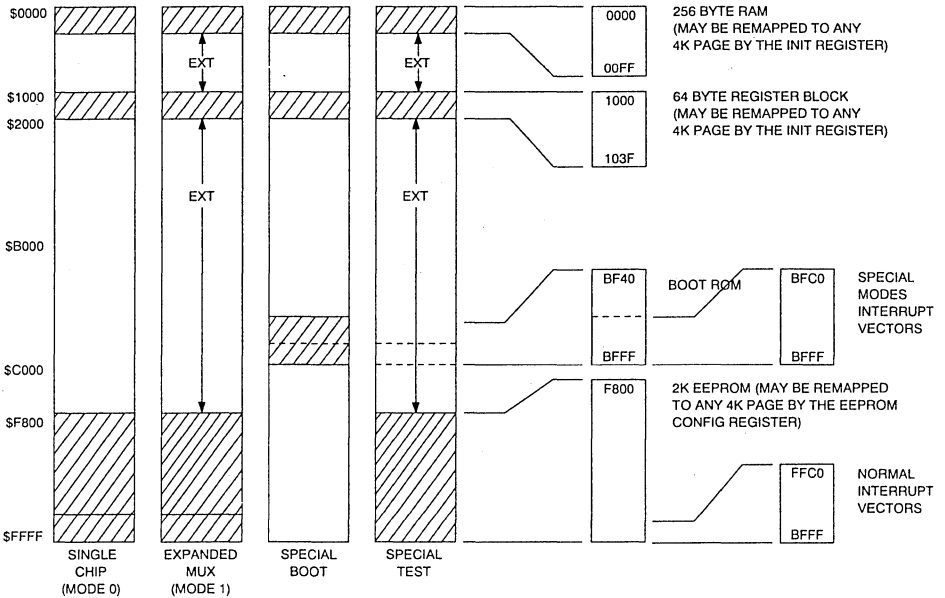 $0000
$1000
$2000
$B000
$C000
$F800
$FFFF
EXT
EXT
EXT
EXT
SINGLE
CHIP
(MODE 0)
EXPANDED
MUX
(MODE 1)
SPECIAL
BOOT
SPECIAL
TEST
0000
00FF
256 BYTE RAM
(MAY BE REMAPPED TO ANY
4K PAGE BY THE INIT REGISTER)
1000
103F
64 BYTE REGISTER BLOCK
(MAY BE REMAPPED TO ANY
4K PAGE BY THE INIT REGISTER)
BF40
BFFF
BOOT ROM
BFC0
BFFF
SPECIAL
MODES
INTERRUPT
VECTORS
F800
2K EEPROM (MAY BE REMAPPED
TO ANY 4K PAGE BY THE EEPROM
CONFIG REGISTER)
FFC0
BFFF
NORMAL
INTERRUPT
VECTORS